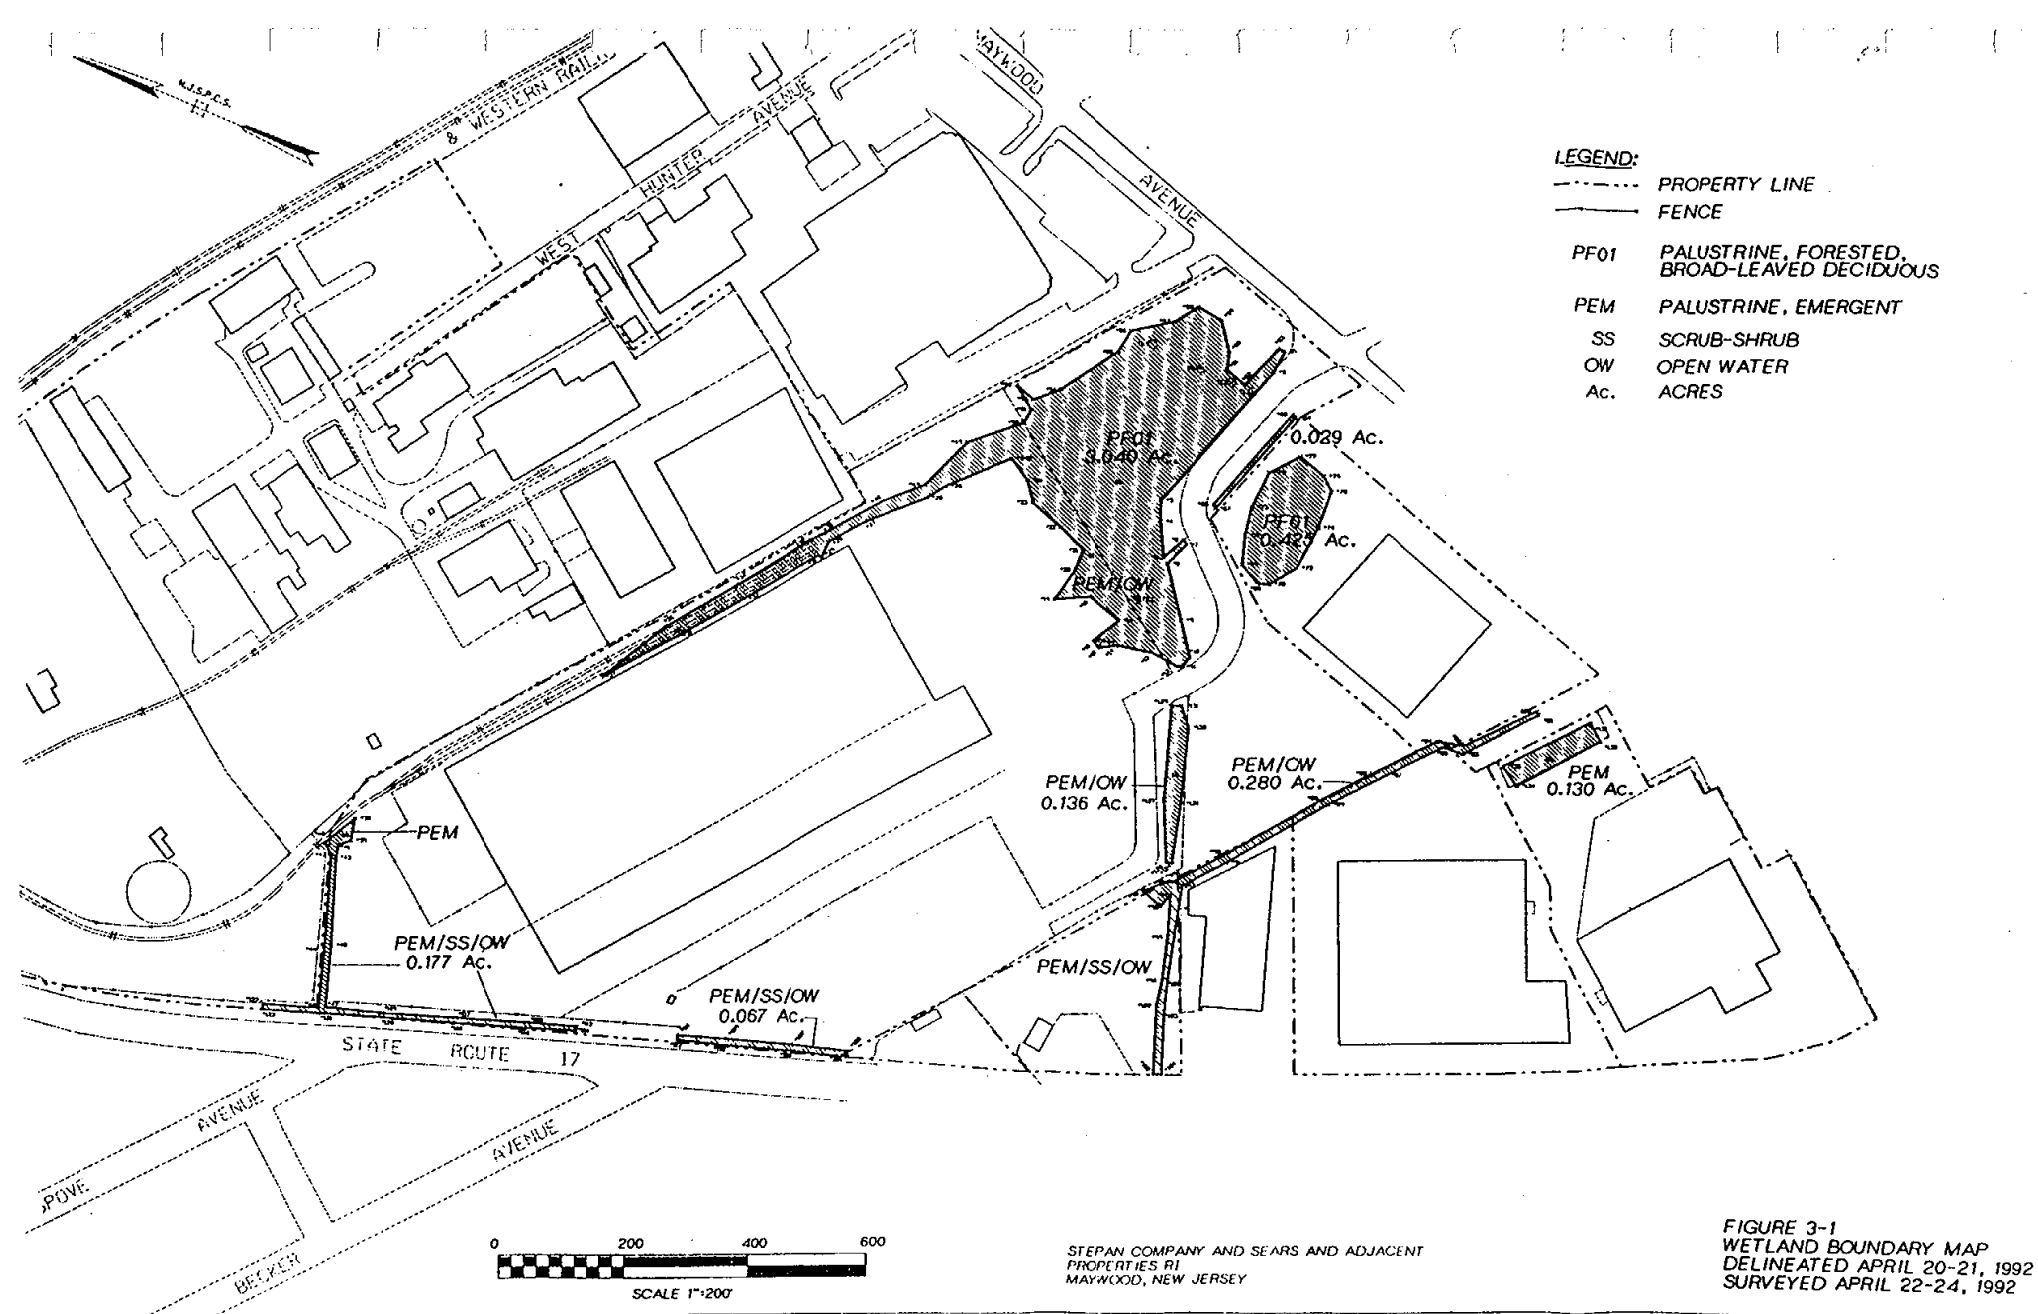 N.J.S.P.C.S.
& WESTERN RAIL
WEST HUNTER AVENUE
MAYWOOD
AVENUE
LEGEND:
PROPERTY LINE
FENCE
PF01 PALUSTRINE, FORESTED,
BROAD-LEAVED DECIDUOUS
PEM PALUSTRINE, EMERGENT
SS SCRUB-SHRUB
OW OPEN WATER
Ac. ACRES
PF01
3.040 Ac.
0.029 Ac.
PF01
0.425 Ac.
PEM/OW
PEM/OW
0.136 Ac.
PEM/OW
0.280 Ac.
PEM
0.130 Ac.
PEM
PEM/SS/OW
0.177 Ac.
PEM/SS/OW
PEM/SS/OW
0.067 Ac.
STATE ROUTE 17
AVENUE
AVENUE
BECKER
0 200 400 600
SCALE 1":200'
STEPAN COMPANY AND SEARS AND ADJACENT
PROPERTIES RI
MAYWOOD, NEW JERSEY
FIGURE 3-1
WETLAND BOUNDARY MAP
DELINEATED APRIL 20-21, 1992
SURVEYED APRIL 22-24, 1992